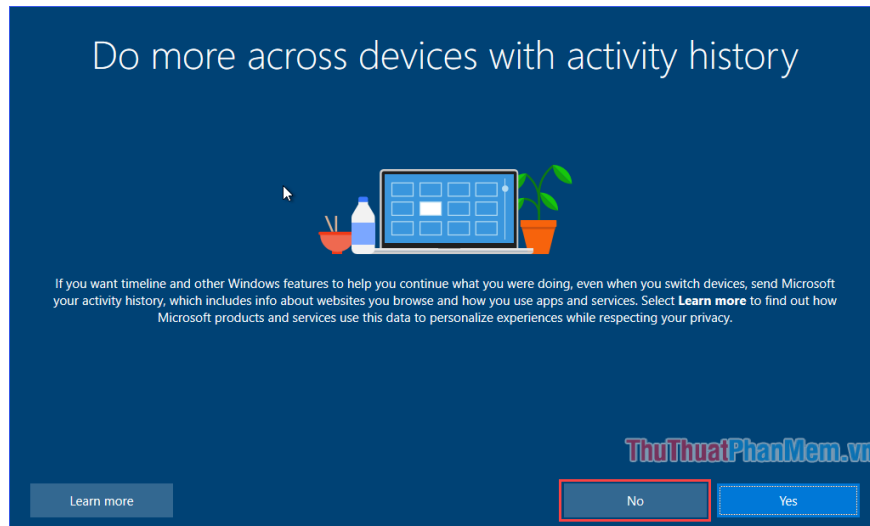 Do more across devices with activity history
If you want timeline and other Windows features to help you continue what you were doing, even when you switch devices, send Microsoft
your activity history, which includes info about websites you browse and how you use apps and services. Select Learn more to find out how
Microsoft products and services use this data to personalize experiences while respecting your privacy.
ThuThuatPhanMem.vn
Learn more
No
Yes